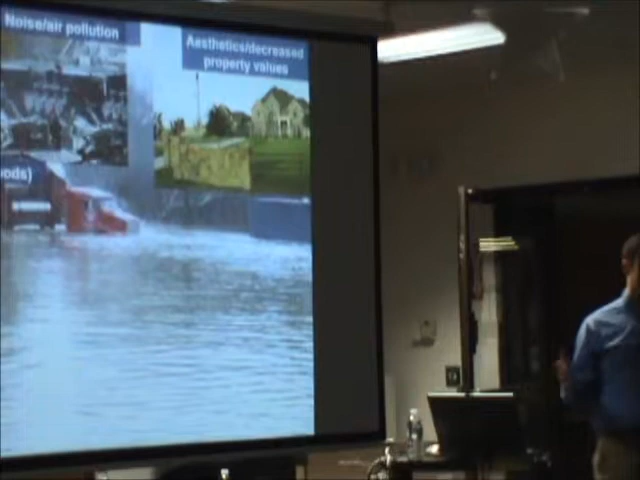 Noise/air pollution
Aesthetics/decreased
property values
oods)